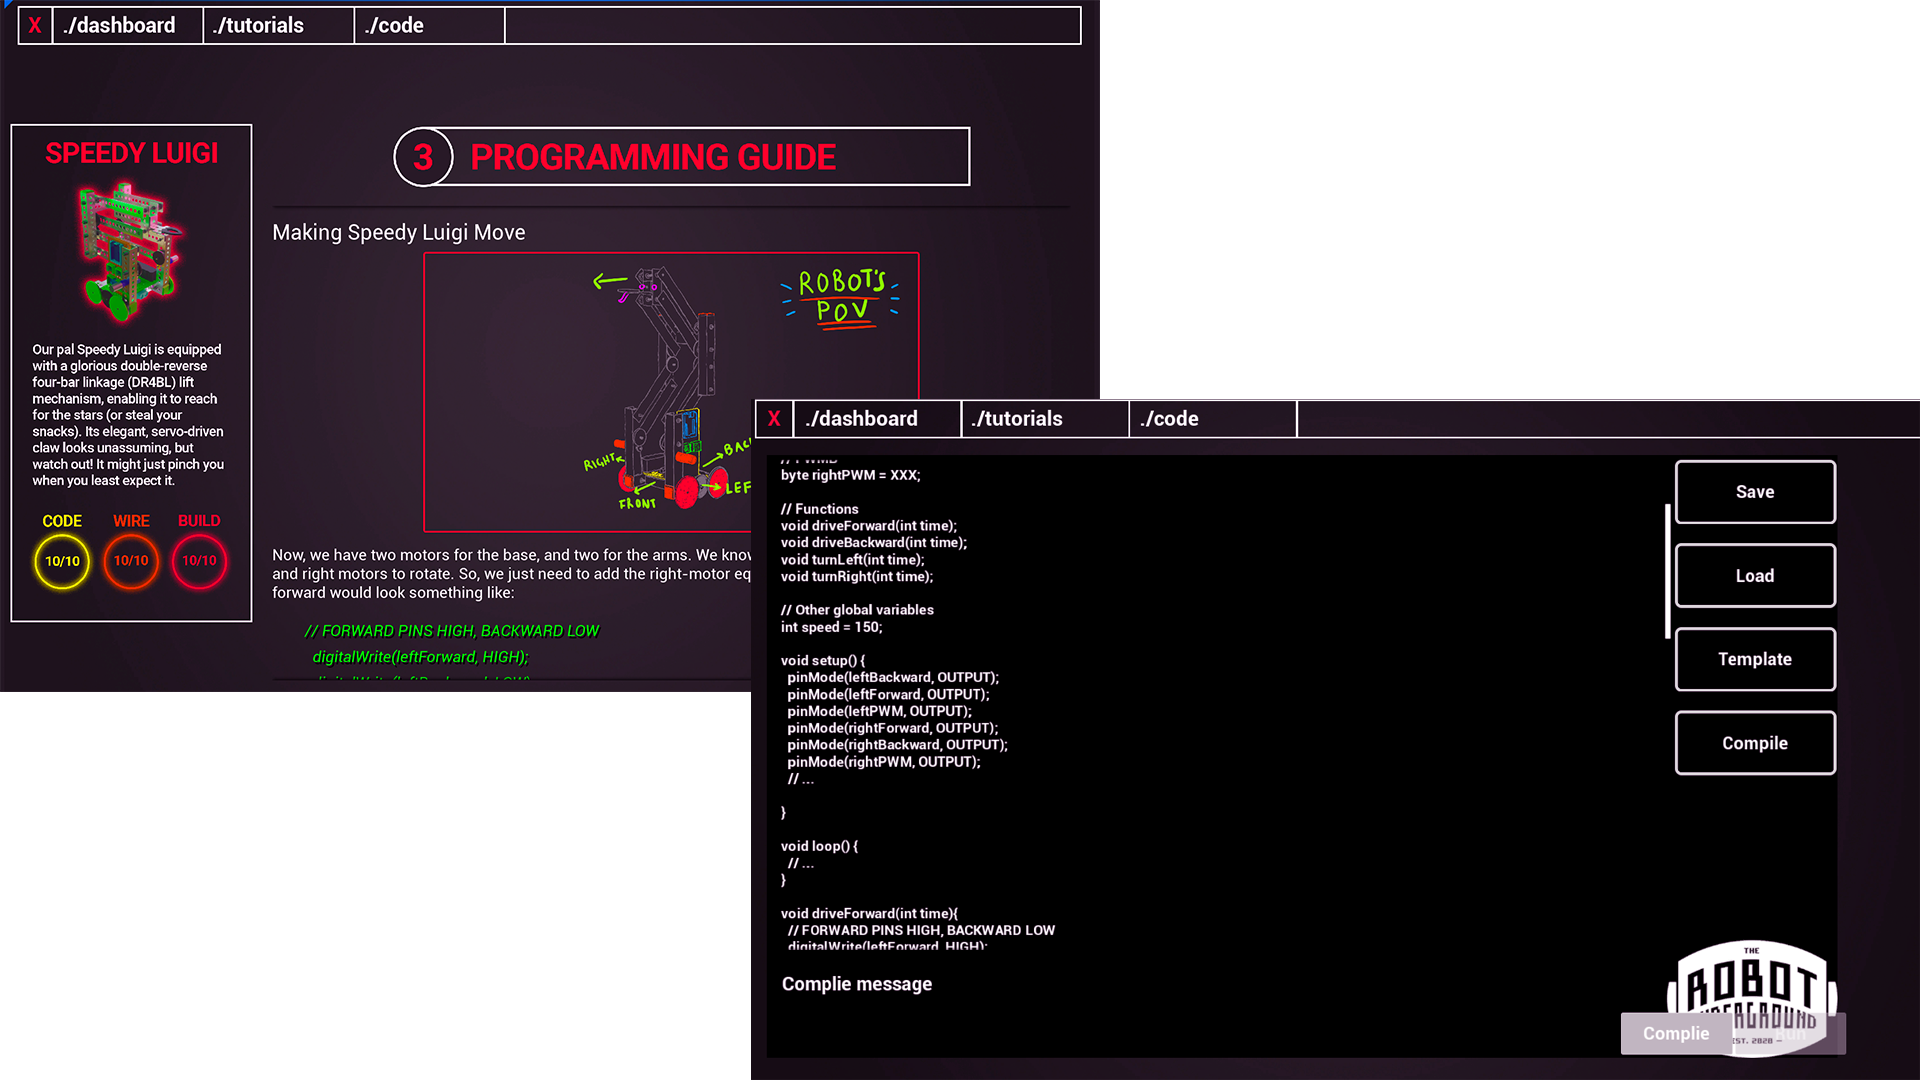 X ./dashboard ./tutorials ./code
SPEEDY LUIGI
Our pal Speedy Luigi is equipped
with a glorious double-reverse
four-bar linkage (DR4BL) lift
mechanism, enabling it to reach
for the stars (or steal your
snacks). Its elegant, servo-driven
claw looks unassuming, but
watch out! It might just pinch you
when you least expect it.
CODE WIRE BUILD
10/10 10/10 10/10
3 PROGRAMMING GUIDE
Making Speedy Luigi Move
ROBOT'S
POV
RIGHT
FRONT
Now, we have two motors for the base, and two for the arms. We
and right motors to rotate. So, we just need to add the right-motor
forward would look something like:
// FORWARD PINS HIGH, BACKWARD LOW
digitalWrite(leftForward, HIGH);
X ./dashboard ./tutorials ./code
// PWMB
byte rightPWM = XXX;
// Functions
void driveForward(int time);
void driveBackward(int time);
void turnLeft(int time);
void turnRight(int time);
// Other global variables
int speed = 150;
void setup() {
pinMode(leftBackward, OUTPUT);
pinMode(leftForward, OUTPUT);
pinMode(leftPWM, OUTPUT);
pinMode(rightForward, OUTPUT);
pinMode(rightBackward, OUTPUT);
pinMode(rightPWM, OUTPUT);
// ...
}
void loop() {
// ...
}
void driveForward(int time){
// FORWARD PINS HIGH, BACKWARD LOW
digitalWrite(leftForward, HIGH);
Complie message
Save
Load
Template
Compile
THE
ROBOT
UNDERGROUND
EST. 2020
Complie
Run